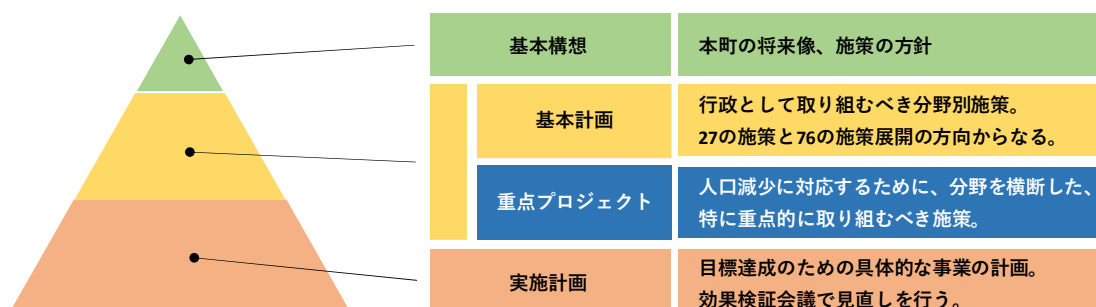 基本構想
本町の将来像、施策の方針
基本計画
行政として取り組むべき分野別施策。
27の施策と76の施策展開の方向からなる。
重点プロジェクト
人口減少に対応するために、分野を横断した、
特に重点的に取り組むべき施策。
実施計画
目標達成のための具体的な事業の計画。
効果検証会議で見直しを行う。